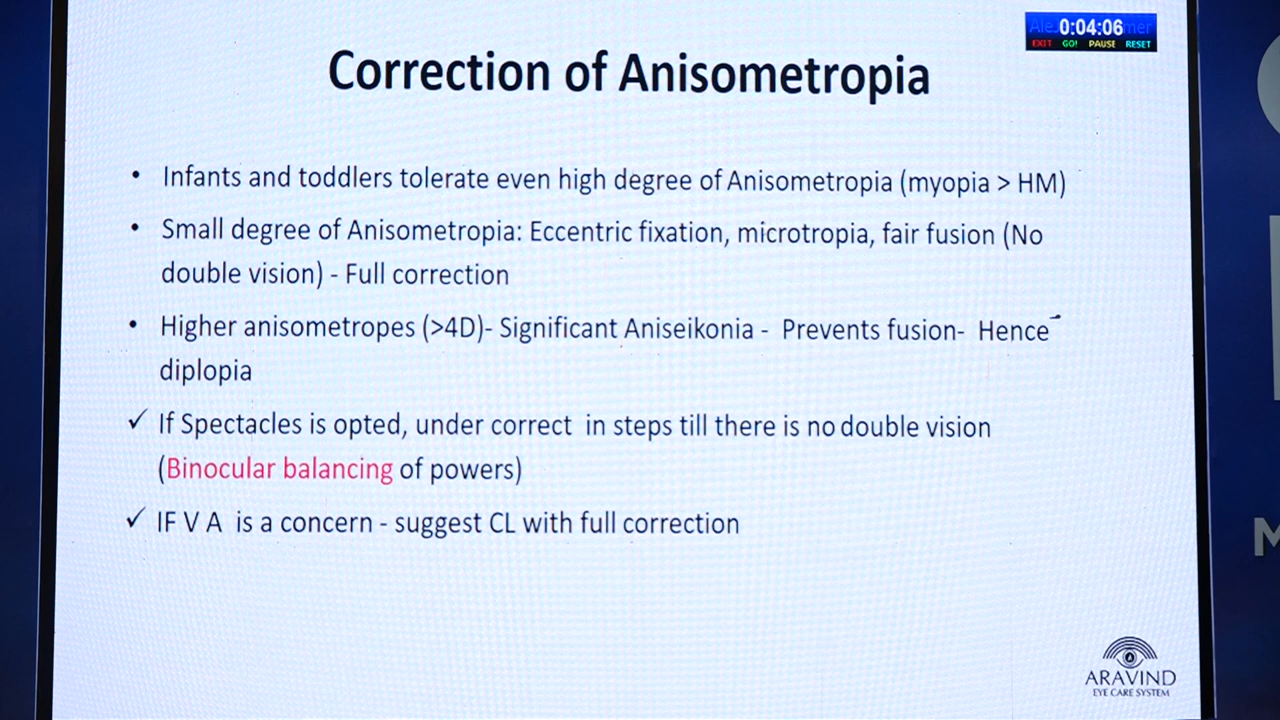 0:04:06
EXIT GO! PAUSE RESET
Correction of Anisometropia
• Infants and toddlers tolerate even high degree of Anisometropia (myopia > HM)
• Small degree of Anisometropia: Eccentric fixation, microtropia, fair fusion (No
double vision) - Full correction
• Higher anisometropes (>4D)- Significant Aniseikonia - Prevents fusion- Hence
diplopia
✓ If Spectacles is opted, under correct in steps till there is no double vision
(Binocular balancing of powers)
✓ IF V A is a concern - suggest CL with full correction
ARAVIND
EYE CARE SYSTEM